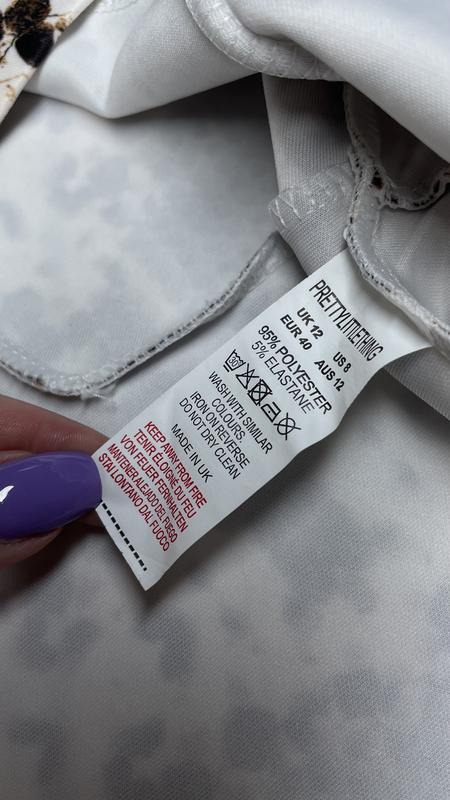 PRETTYLITTLETHING
UK 12 US 8
EUR 40 AUS 12
95% POLYESTER
5% ELASTANE
30
WASH WITH SIMILAR
COLOURS.
IRON ON REVERSE
DO NOT DRY CLEAN
MADE IN UK
KEEP AWAY FROM FIRE
TENIR ÉLOIGNÉ DU FEU
VON FEUER FERNHALTEN
MANTENER ALEJADO DEL FUEGO
STAI LONTANO DAL FUOCO